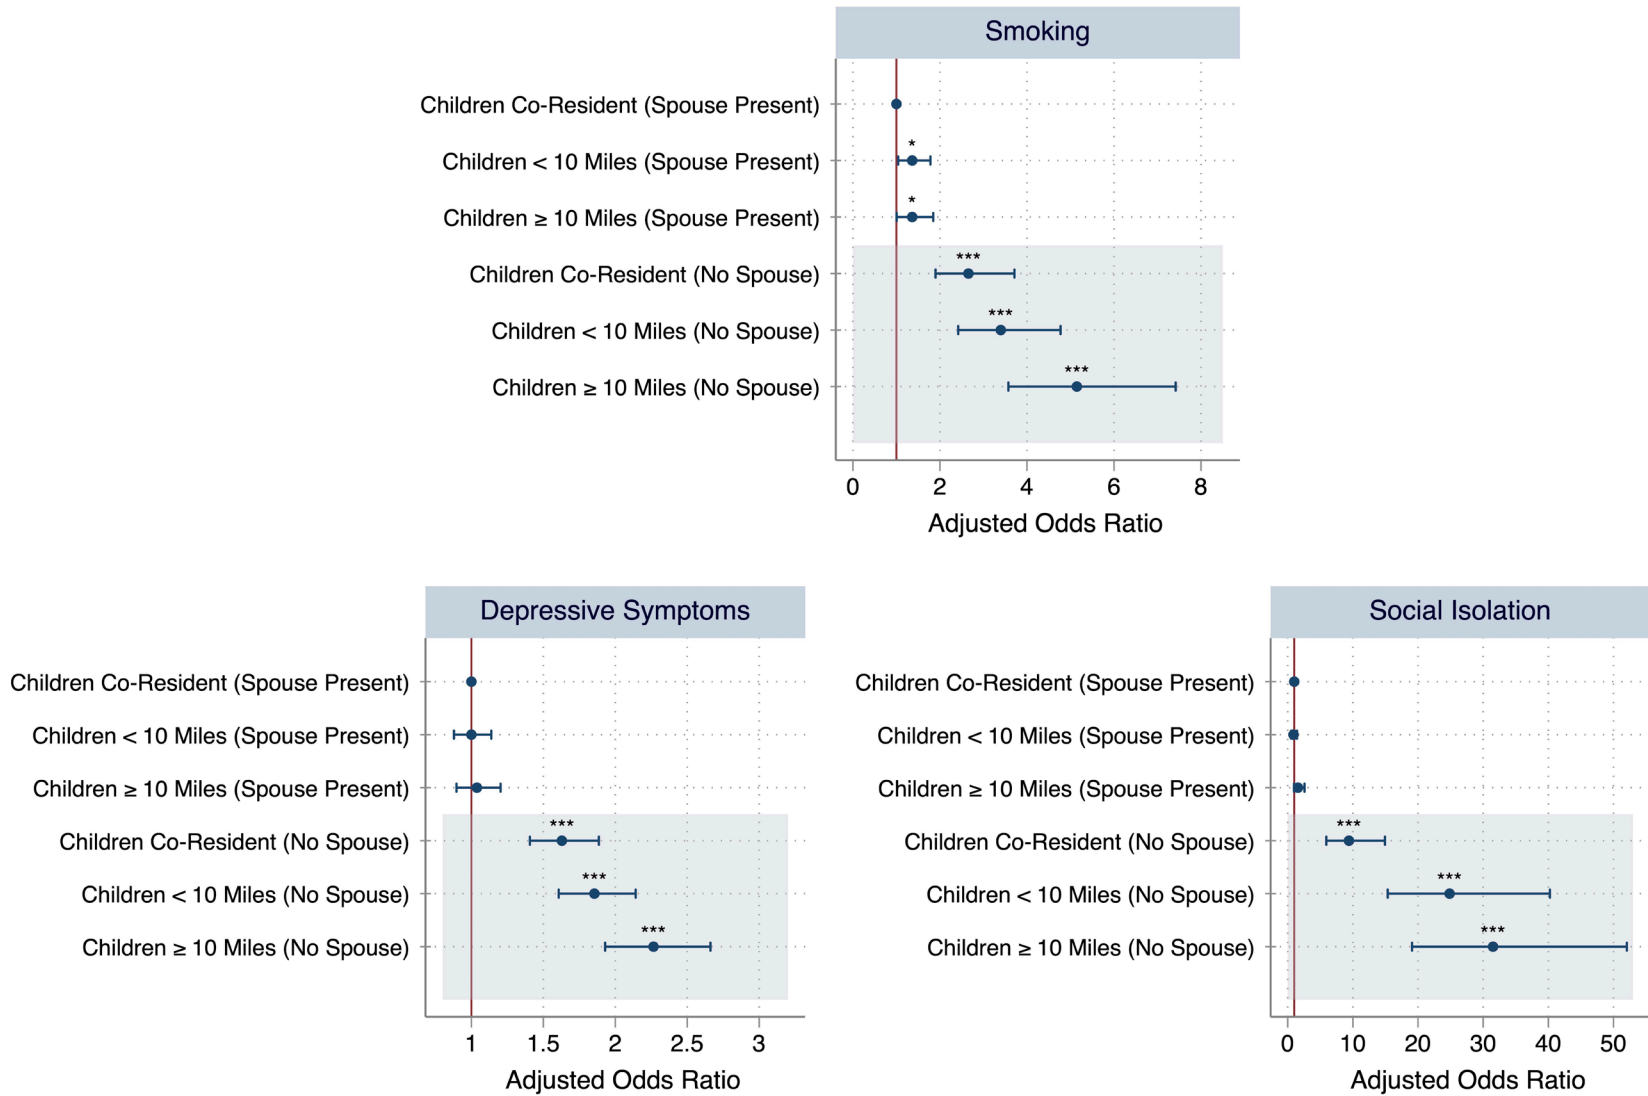 Smoking
Children Co-Resident (Spouse Present)
*
Children < 10 Miles (Spouse Present)
*
Children ≥ 10 Miles (Spouse Present)
***
Children Co-Resident (No Spouse)
***
Children < 10 Miles (No Spouse)
***
Children ≥ 10 Miles (No Spouse)
0 2 4 6 8
Adjusted Odds Ratio
Depressive Symptoms
Children Co-Resident (Spouse Present)
Children < 10 Miles (Spouse Present)
Children ≥ 10 Miles (Spouse Present)
***
Children Co-Resident (No Spouse)
***
Children < 10 Miles (No Spouse)
***
Children ≥ 10 Miles (No Spouse)
1 1.5 2 2.5 3
Adjusted Odds Ratio
Social Isolation
Children Co-Resident (Spouse Present)
Children < 10 Miles (Spouse Present)
Children ≥ 10 Miles (Spouse Present)
***
Children Co-Resident (No Spouse)
***
Children < 10 Miles (No Spouse)
***
Children ≥ 10 Miles (No Spouse)
0 10 20 30 40 50
Adjusted Odds Ratio